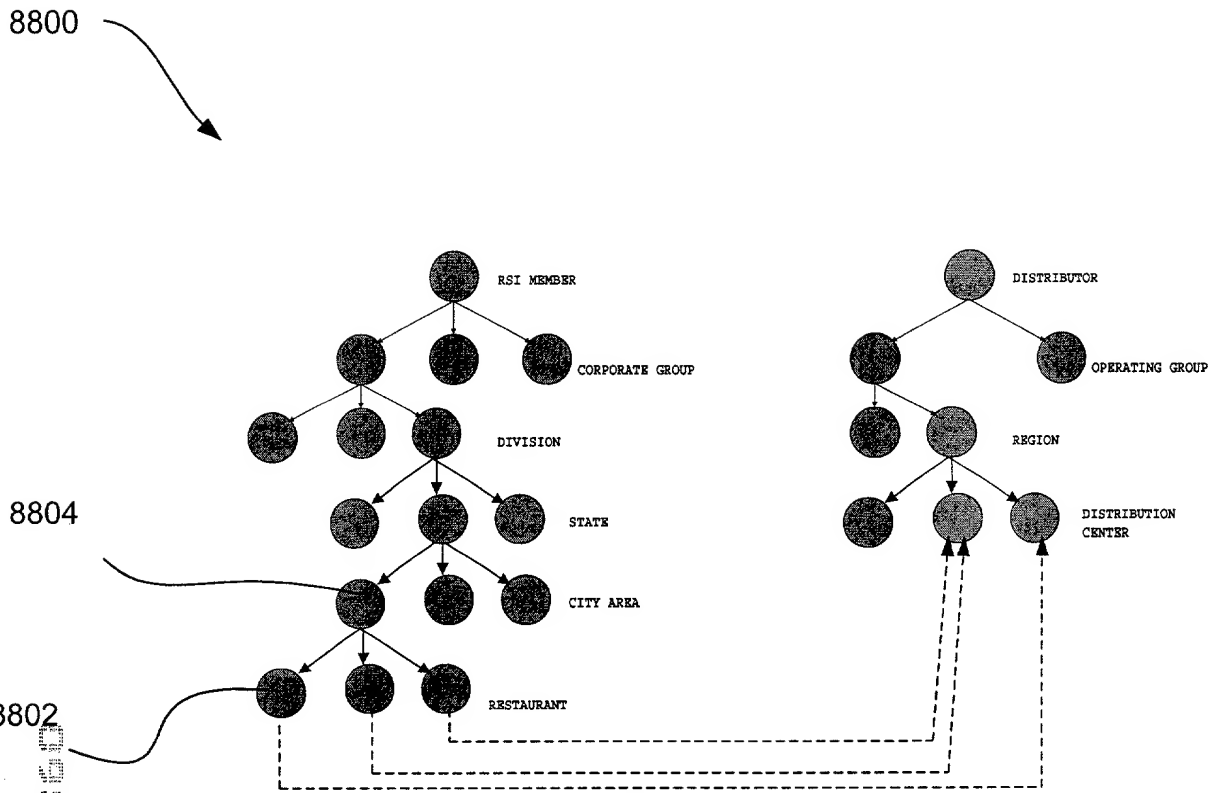 8800
RSI MEMBER
DISTRIBUTOR
CORPORATE GROUP
OPERATING GROUP
DIVISION
REGION
8804
STATE
DISTRIBUTION
CENTER
CITY AREA
RESTAURANT
8802